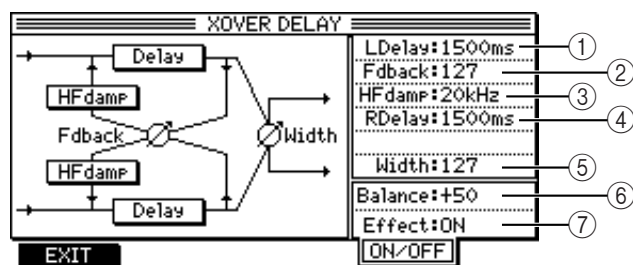 XOVER DELAY
Delay
HFdamp
Fdback
Width
HFdamp
Delay
LDelay:1500ms ①
Fdback:127 ②
HFdamp:20kHz ③
RDelay:1500ms ④
Width:127 ⑤
Balance:+50 ⑥
Effect:ON ⑦
EXIT
ON/OFF